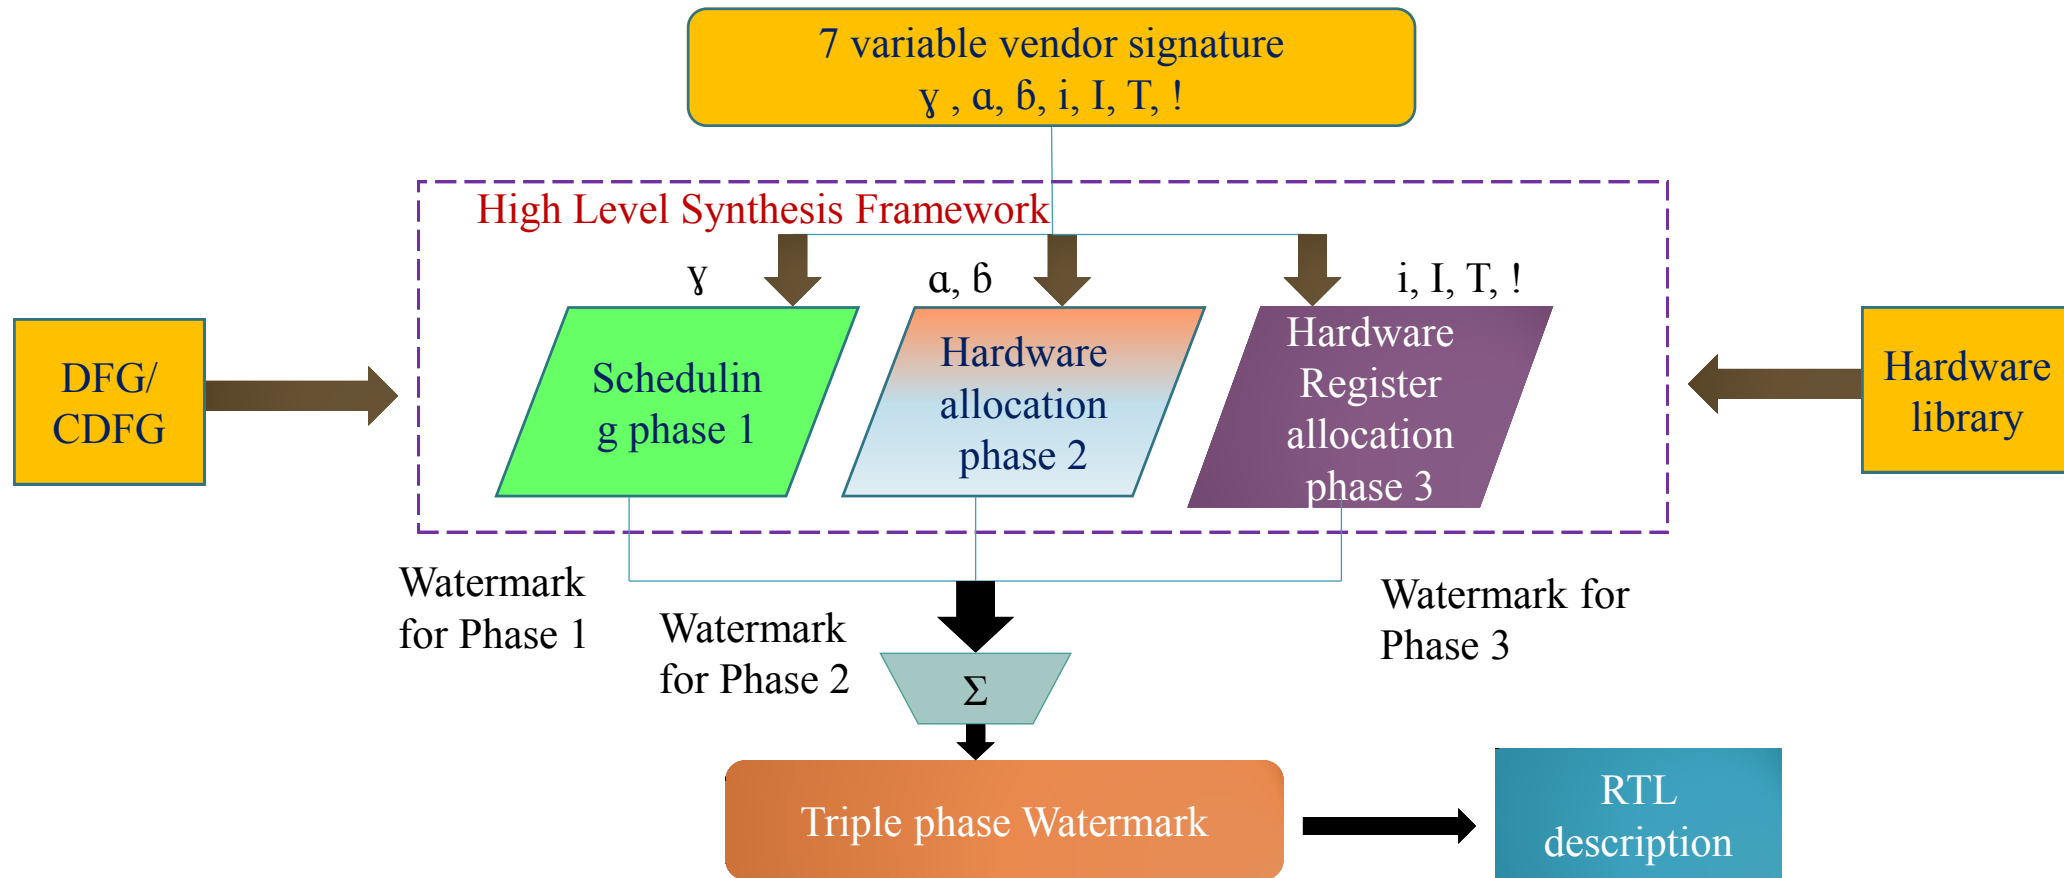 7 variable vendor signature
ɣ , ɑ, ɓ, i, I, T, !
High Level Synthesis Framework
ɣ
ɑ, ɓ
i, I, T, !
DFG/
CDFG
Schedulin
g phase 1
Hardware
allocation
phase 2
Hardware
Register
allocation
phase 3
Hardware
library
Watermark
for Phase 1
Watermark
for Phase 2
Watermark for
Phase 3
Σ
Triple phase Watermark
RTL
description